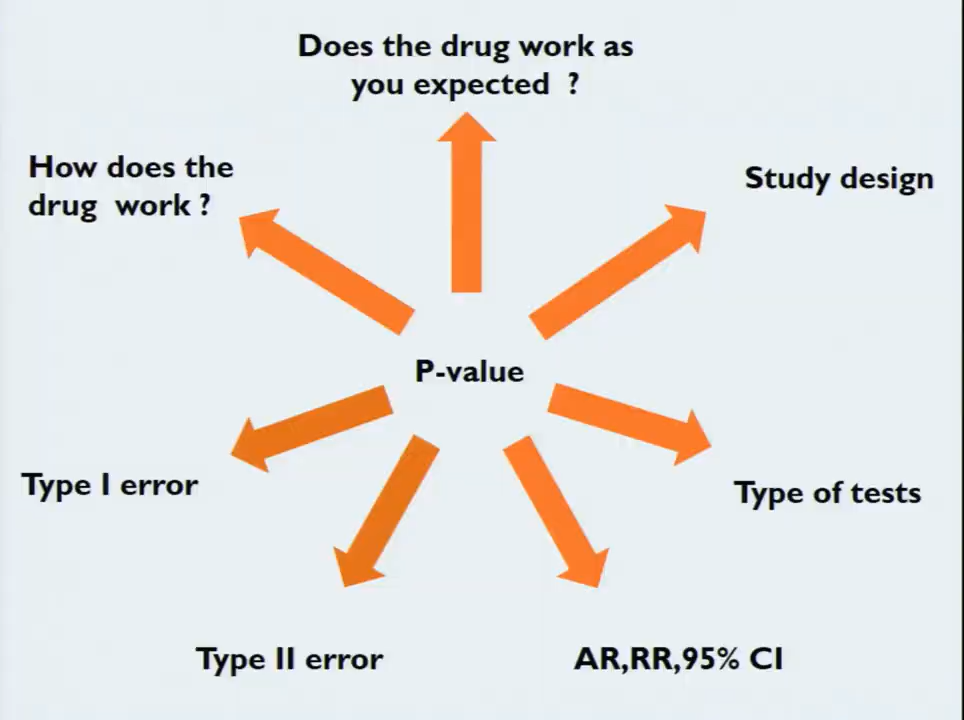 Does the drug work as
you expected ?
How does the
drug work ?
Study design
P-value
Type I error
Type of tests
Type II error
AR,RR,95% CI